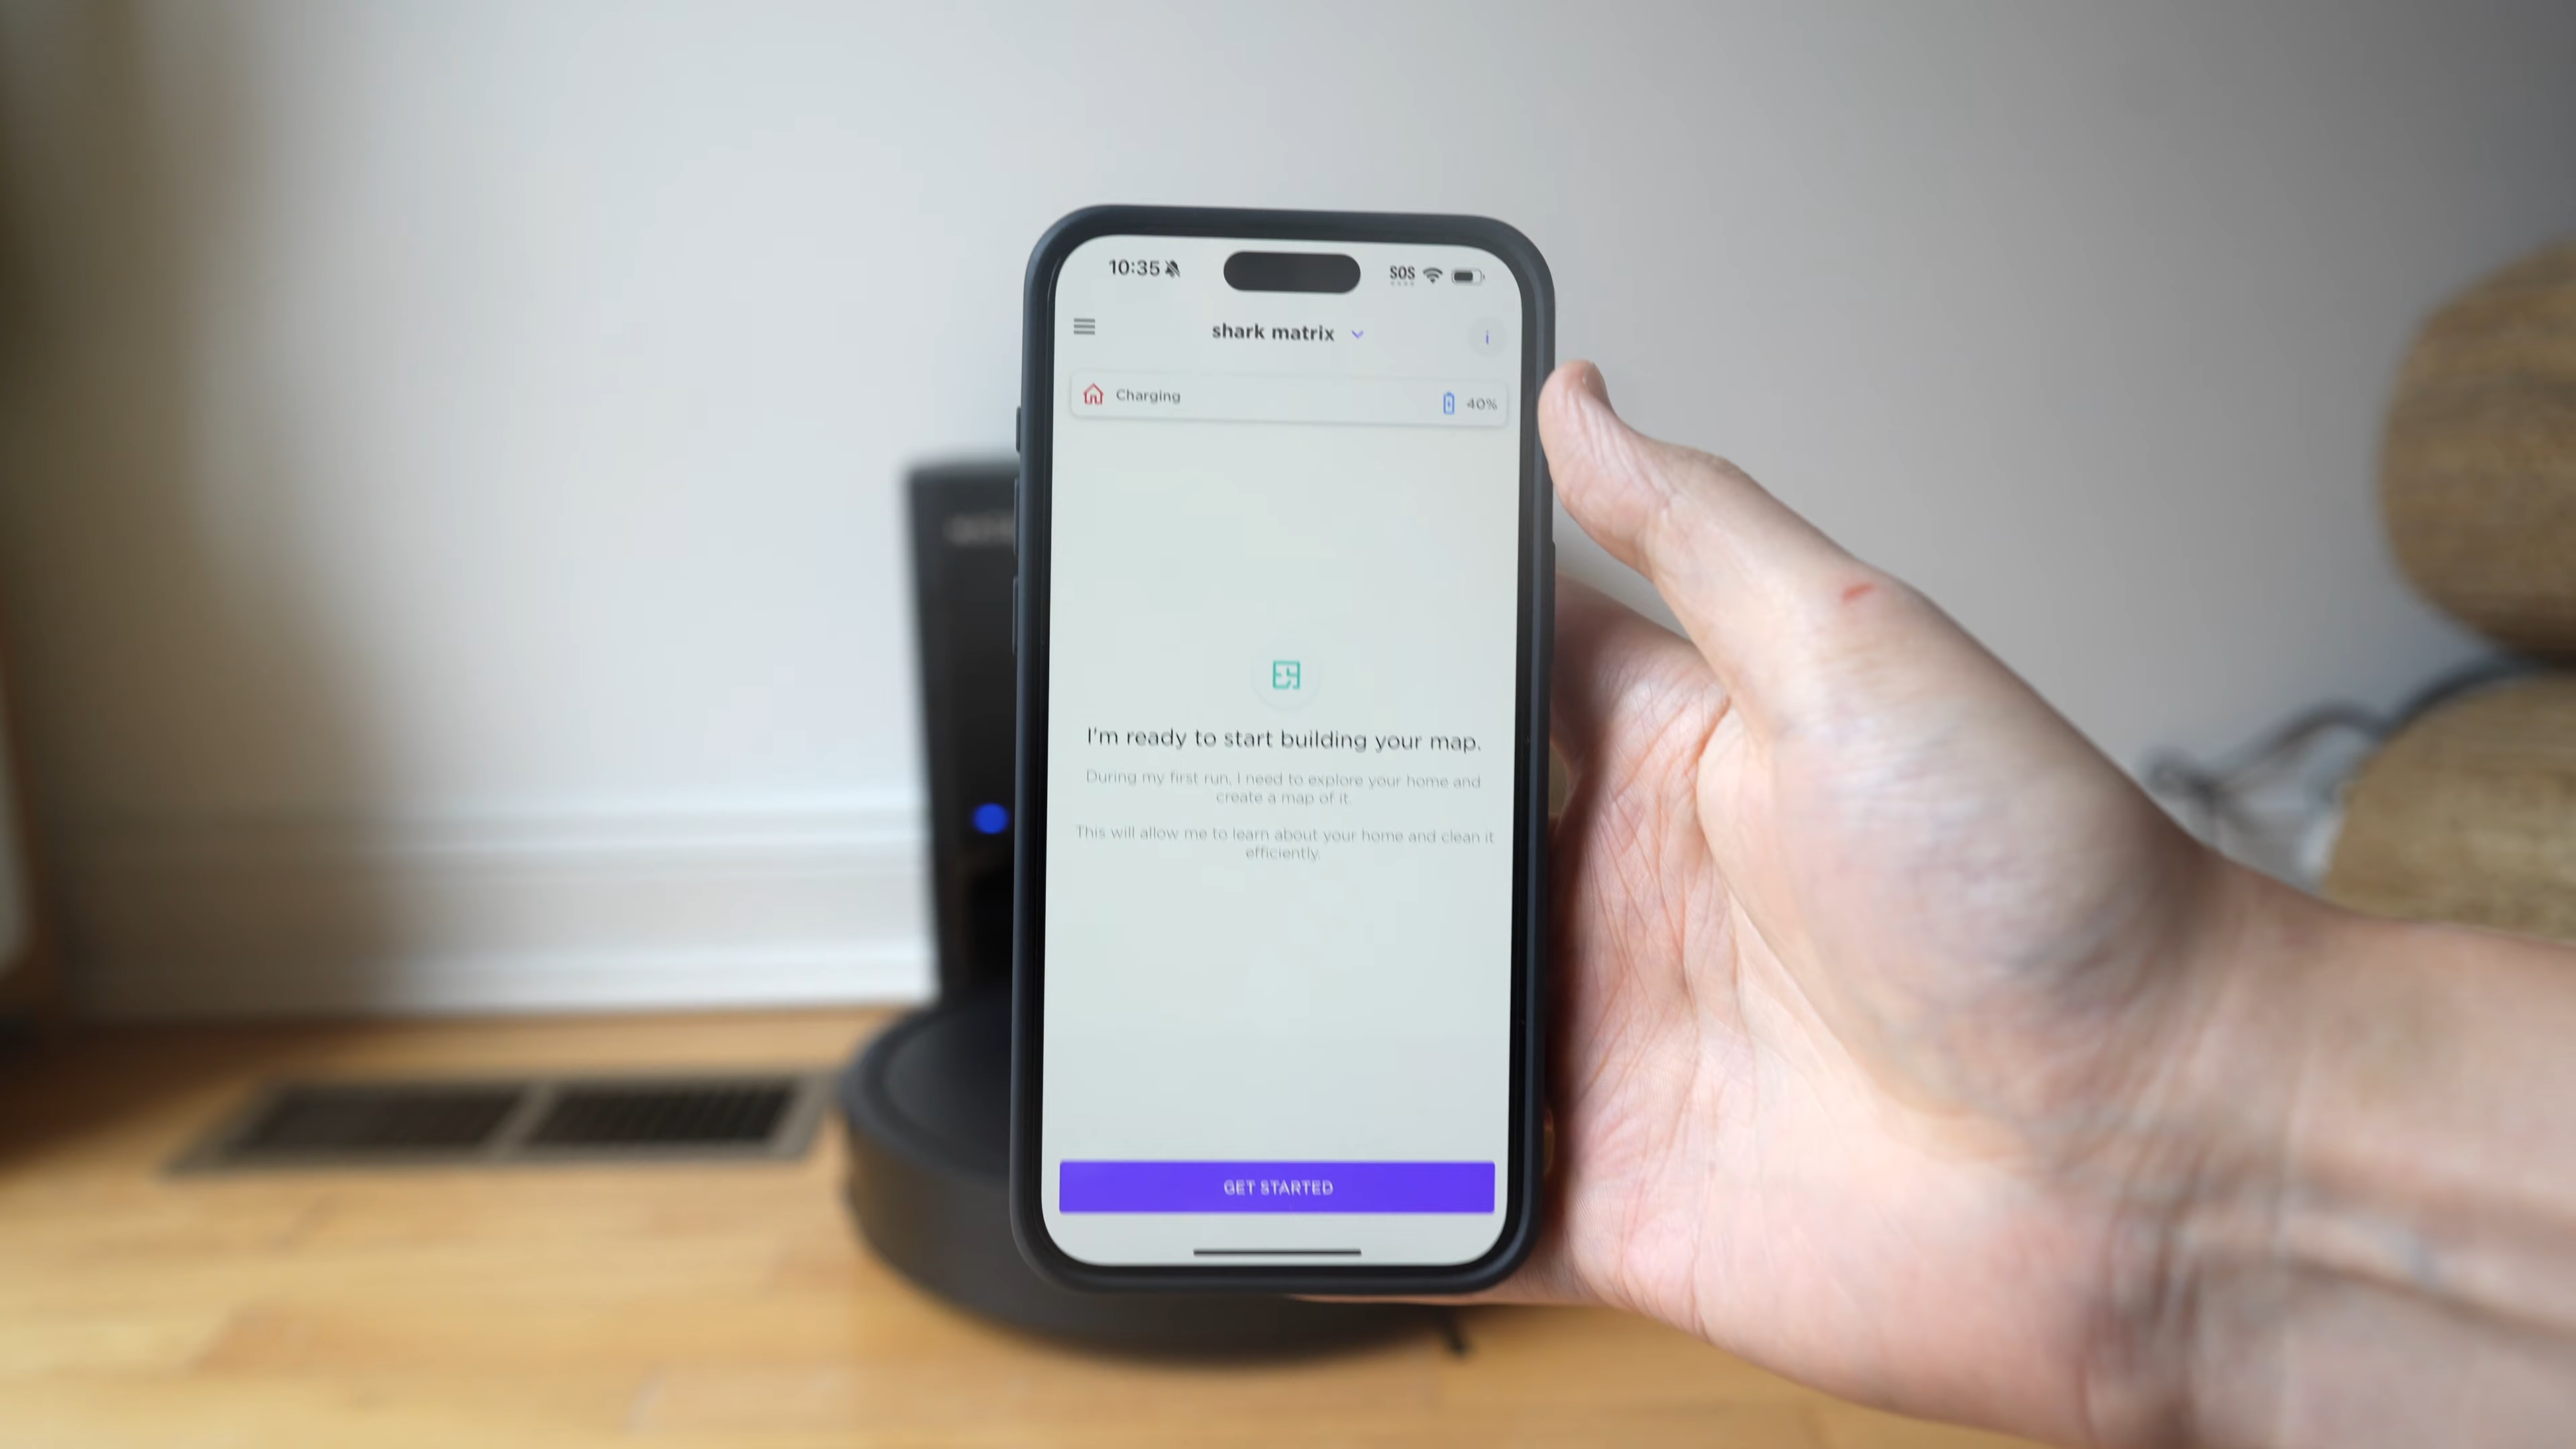 10:35
SOS
shark matrix
i
Charging
40%
I'm ready to start building your map.
During my first run, I need to explore your home and
create a map of it.
This will allow me to learn about your home and clean it
efficiently.
GET STARTED